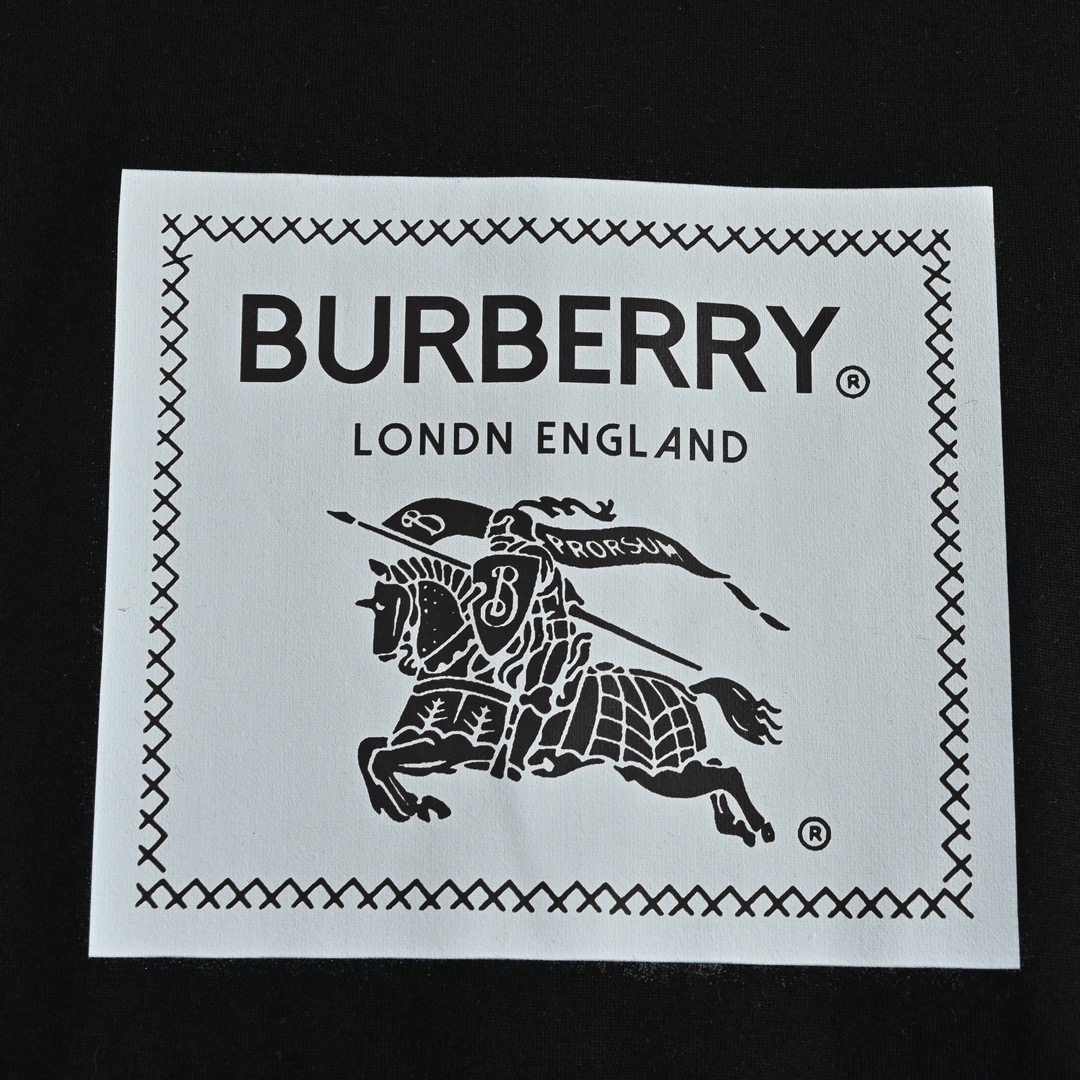 BURBERRY®
LONDN ENGLAND
B
PRORSUM
B
®